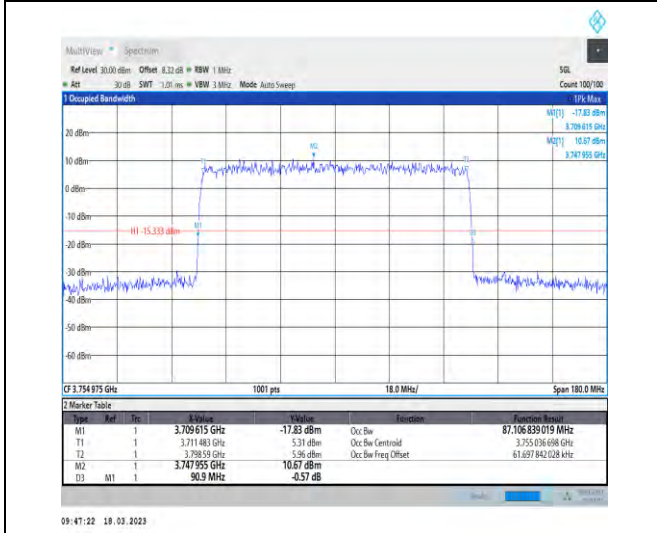 MultiView Spectrum
Ref Level 30.00 dBm Offset 8.32 dB RBW 1 MHz SGL
Att 30 dB SWT 1.01 ms VBW 3 MHz Mode Auto Sweep Count 100/100
1 Occupied Bandwidth 1Pk Max
M1[1] -17.83 dBm
3.709 615 GHz
M2[1] 10.67 dBm
3.747 955 GHz
20 dBm
M2
10 dBm
T1
0 dBm
-10 dBm
M1
H1 -15.333 dBm
-20 dBm
-30 dBm
-40 dBm
-50 dBm
-60 dBm
CF 3.754 975 GHz 1001 pts 18.0 MHz/ Span 180.0 MHz
2 Marker Table
Type Ref Trc X-Value Y-Value Function Function Result
M1 1 3.709 615 GHz -17.83 dBm Occ Bw 87.106 839 019 MHz
T1 1 3.711 483 GHz 5.31 dBm Occ Bw Centroid 3.755 036 698 GHz
T2 1 3.798 59 GHz 5.96 dBm Occ Bw Freq Offset 61.697 842 028 kHz
M2 1 3.747 955 GHz 10.67 dBm
D3 M1 1 90.9 MHz -0.57 dB
09:47:22 18.03.2023